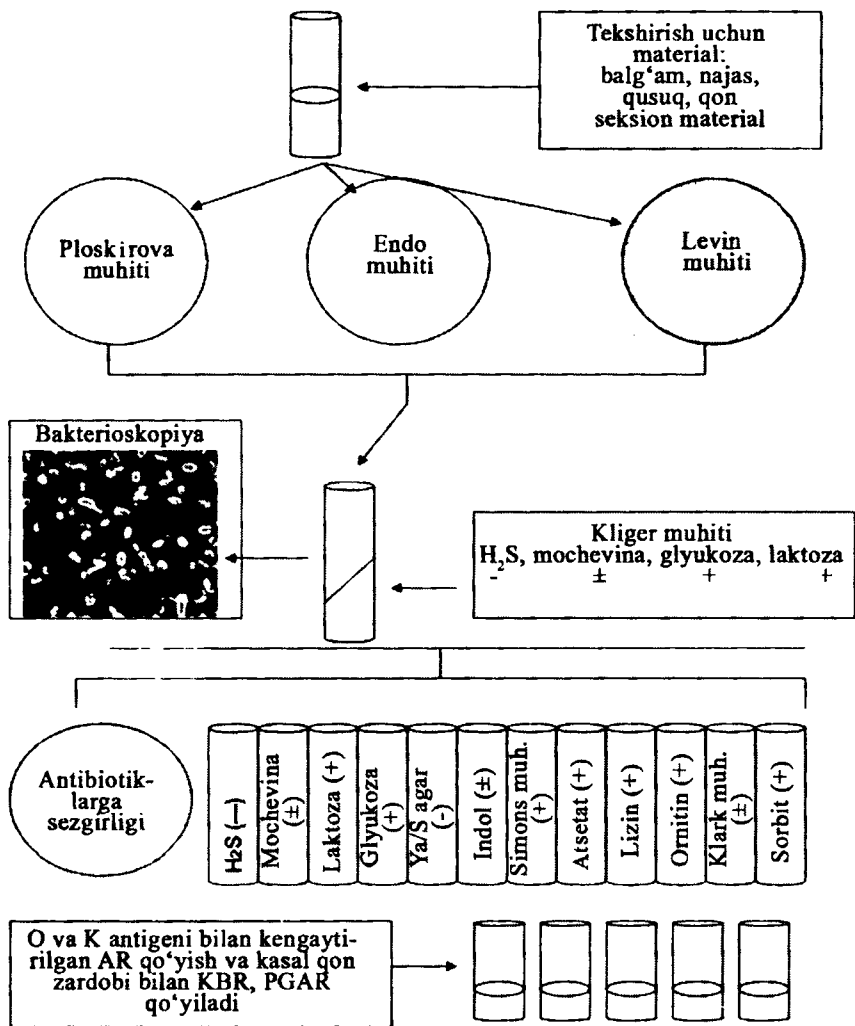 Tekshirish uchun
material:
balg‘am, najas,
qusuq, qon
seksion material
Ploskirova
muhiti
Endo
muhiti
Levin
muhiti
Bakterioskopiya
Kliger muhiti
H₂S, mochevina, glyukoza, laktoza
- ± + +
Antibiotik-
larga
sezgirligi
H₂S (—)
Mochevina
(±)
Laktoza (+)
Glyukoza
(+)
Ya/S agar
(-)
Indol (±)
Simons muh.
(+)
Atsetat (+)
Lizin (+)
Ornitin (+)
Klark muh.
(±)
Sorbit (+)
O va K antigeni bilan kengayti-
rilgan AR qo‘yish va kasal qon
zardobi bilan KBR, PGAR
qo‘yiladi